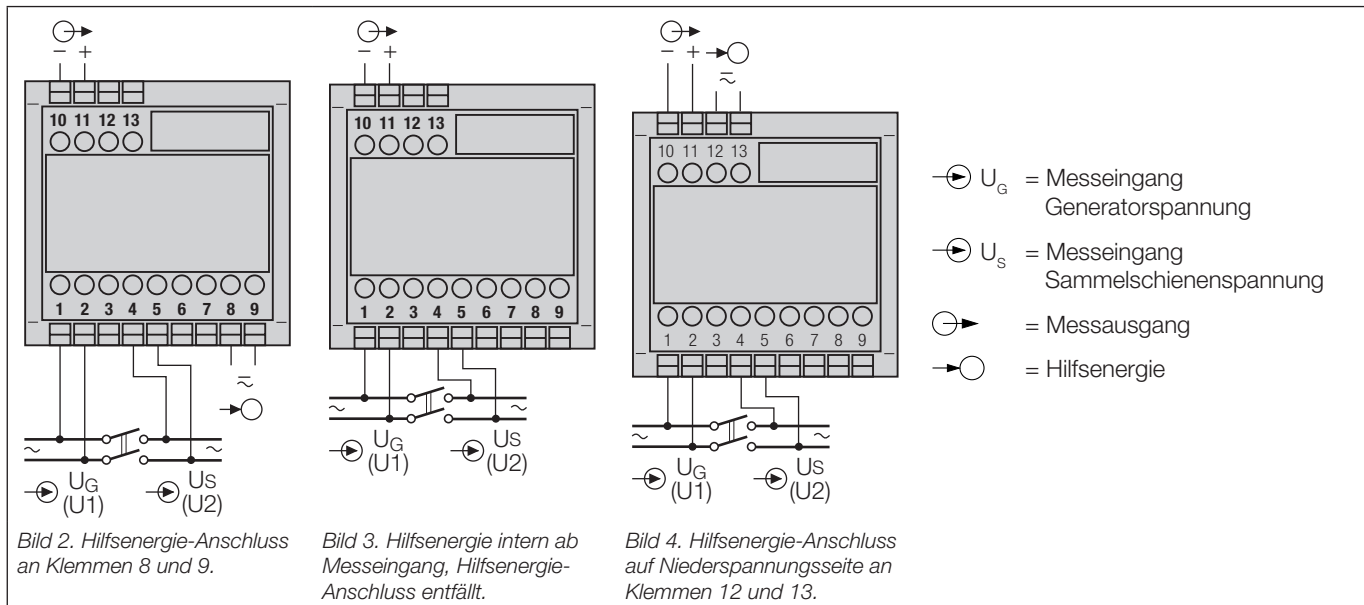 − +
10 11 12 13
1 2 3 4 5 6 7 8 9
UG
(U1)
US
(U2)
Bild 2. Hilfsenergie-Anschluss
an Klemmen 8 und 9.
− +
10 11 12 13
1 2 3 4 5 6 7 8 9
UG
(U1)
US
(U2)
Bild 3. Hilfsenergie intern ab
Messeingang, Hilfsenergie-
Anschluss entfällt.
− +
10 11 12 13
1 2 3 4 5 6 7 8 9
UG
(U1)
US
(U2)
Bild 4. Hilfsenergie-Anschluss
auf Niederspannungsseite an
Klemmen 12 und 13.
UG = Messeingang
Generatorspannung
US = Messeingang
Sammelschienenspannung
= Messausgang
= Hilfsenergie